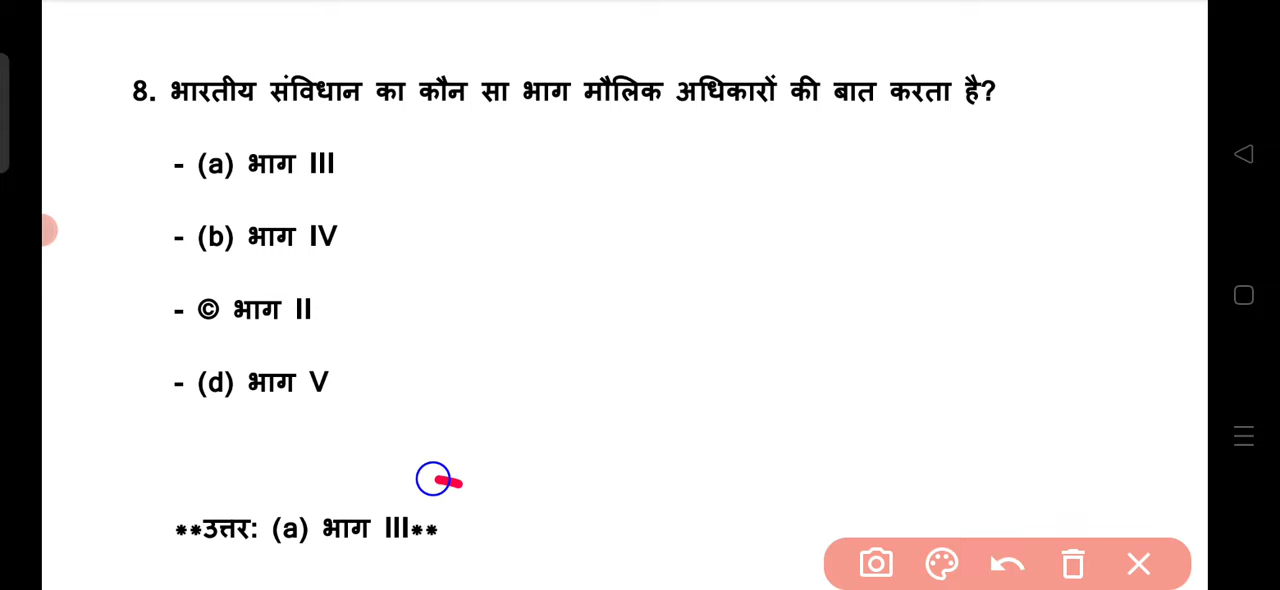 8. भारतीय संविधान का कौन सा भाग मौलिक अधिकारों की बात करता है?
- (a) भाग III
- (b) भाग IV
- © भाग II
- (d) भाग V
**उत्तर: (a) भाग III**